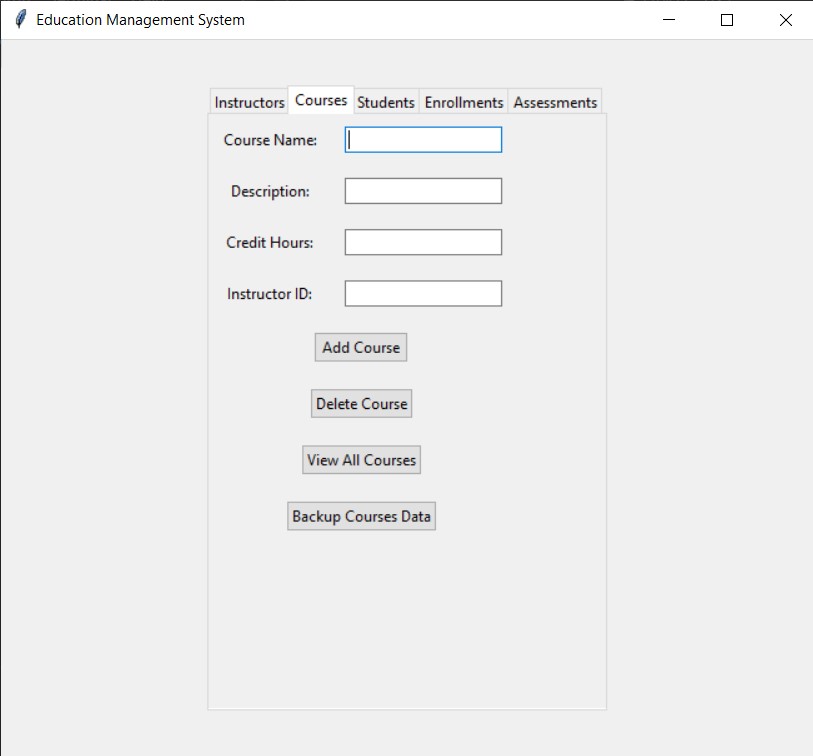 Education Management System
Instructors Courses Students Enrollments Assessments
Course Name:
Description:
Credit Hours:
Instructor ID:
Add Course
Delete Course
View All Courses
Backup Courses Data